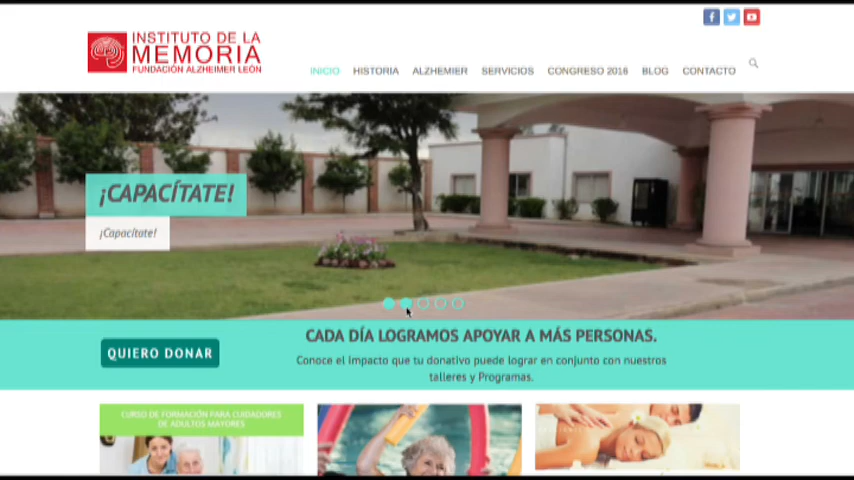 INSTITUTO DE LA
MEMORIA
FUNDACIÓN ALZHEIMER LEÓN
INICIO HISTORIA ALZHEMIER SERVICIOS CONGRESO 2016 BLOG CONTACTO
¡CAPACÍTATE!
¡Capacítate!
QUIERO DONAR
CADA DÍA LOGRAMOS APOYAR A MÁS PERSONAS.
Conoce el impacto que tu donativo puede lograr en conjunto con nuestros
talleres y Programas.
CURSO DE FORMACIÓN PARA CUIDADORES
DE ADULTOS MAYORES